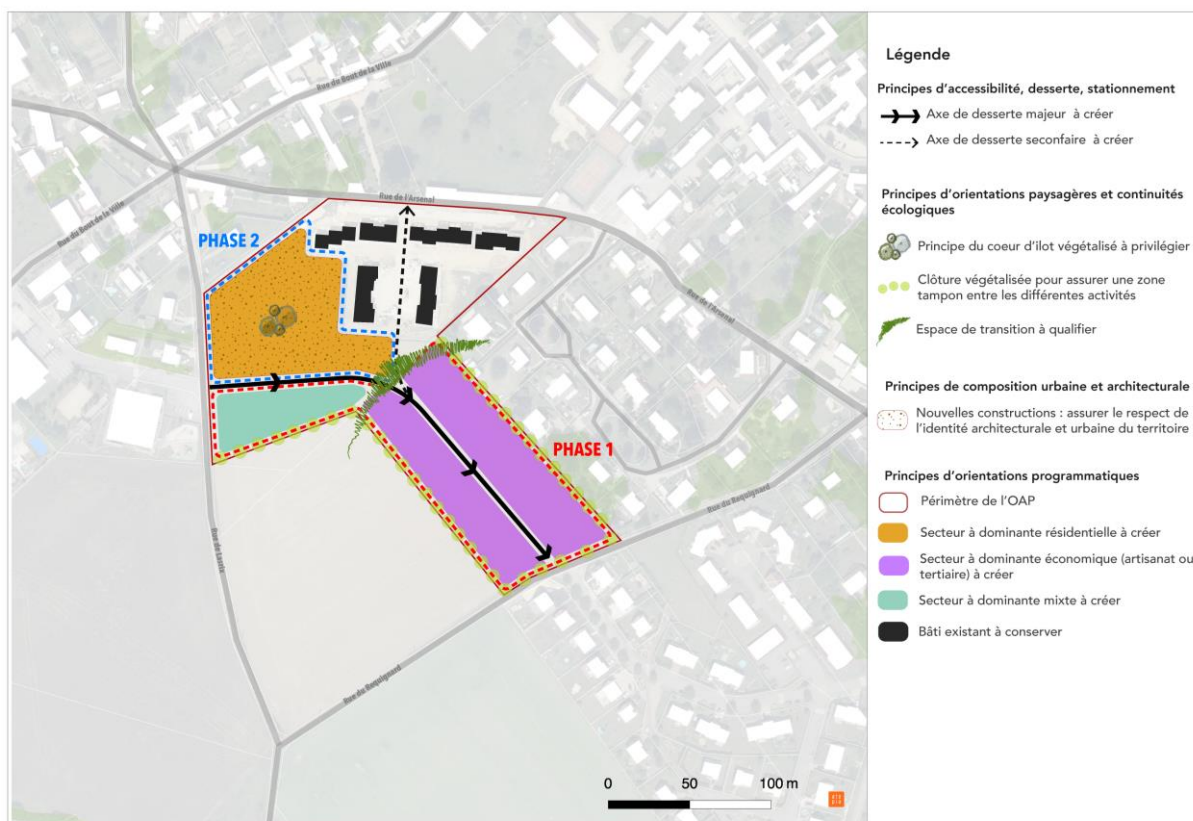 Rue du Bout de la Ville
Rue du Bout de la Ville
Rue de l'Arsenal
PHASE 2
Rue de l'Arsenal
PHASE 1
Rue du Roquignard
Rue de Lasrix
Rue du Roquignard
0 50 100 m
Légende
Principes d'accessibilité, desserte, stationnement
Axe de desserte majeur à créer
Axe de desserte seconfaire à créer
Principes d'orientations paysagères et continuités
écologiques
Principe du coeur d'ilot végétalisé à privilégier
Clôture végétalisée pour assurer une zone
tampon entre les différentes activités
Espace de transition à qualifier
Principes de composition urbaine et architecturale
Nouvelles constructions : assurer le respect de
l'identité architecturale et urbaine du territoire
Principes d'orientations programmatiques
Périmètre de l'OAP
Secteur à dominante résidentielle à créer
Secteur à dominante économique (artisanat ou
tertiaire) à créer
Secteur à dominante mixte à créer
Bâti existant à conserver